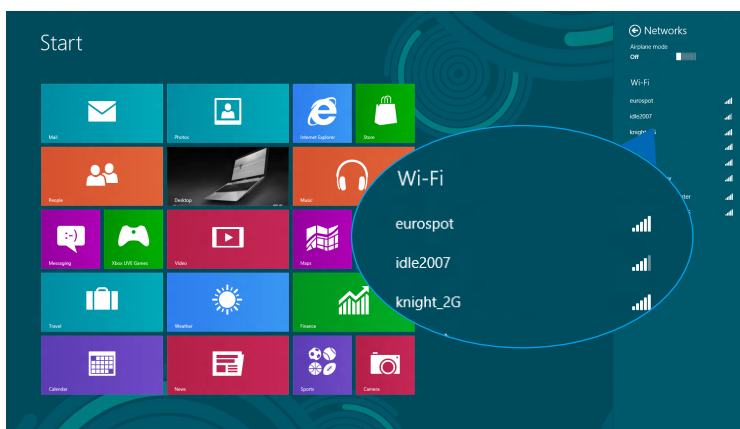 Start
Mail
Photos
Internet Explorer
Store
People
Desktop
Music
Messaging
Xbox LIVE Games
Video
Maps
Travel
Weather
Finance
Calendar
News
Sports
Camera
Networks
Airplane mode
Off
Wi-Fi
eurospot
idle2007
Wi-Fi
eurospot
idle2007
knight_2G